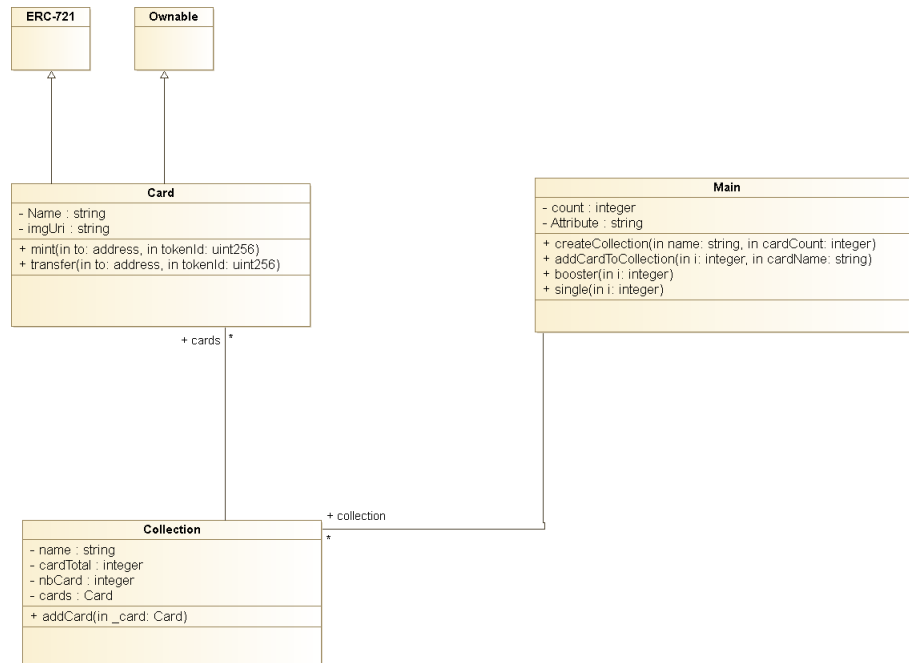 ERC-721
Ownable
Card
- Name : string
- imgUri : string
+ mint(in to: address, in tokenId: uint256)
+ transfer(in to: address, in tokenId: uint256)
Main
- count : integer
- Attribute : string
+ createCollection(in name: string, in cardCount: integer)
+ addCardToCollection(in i: integer, in cardName: string)
+ booster(in i: integer)
+ single(in i: integer)
+ cards
*
+ collection
*
Collection
- name : string
- cardTotal : integer
- nbCard : integer
- cards : Card
+ addCard(in _card: Card)